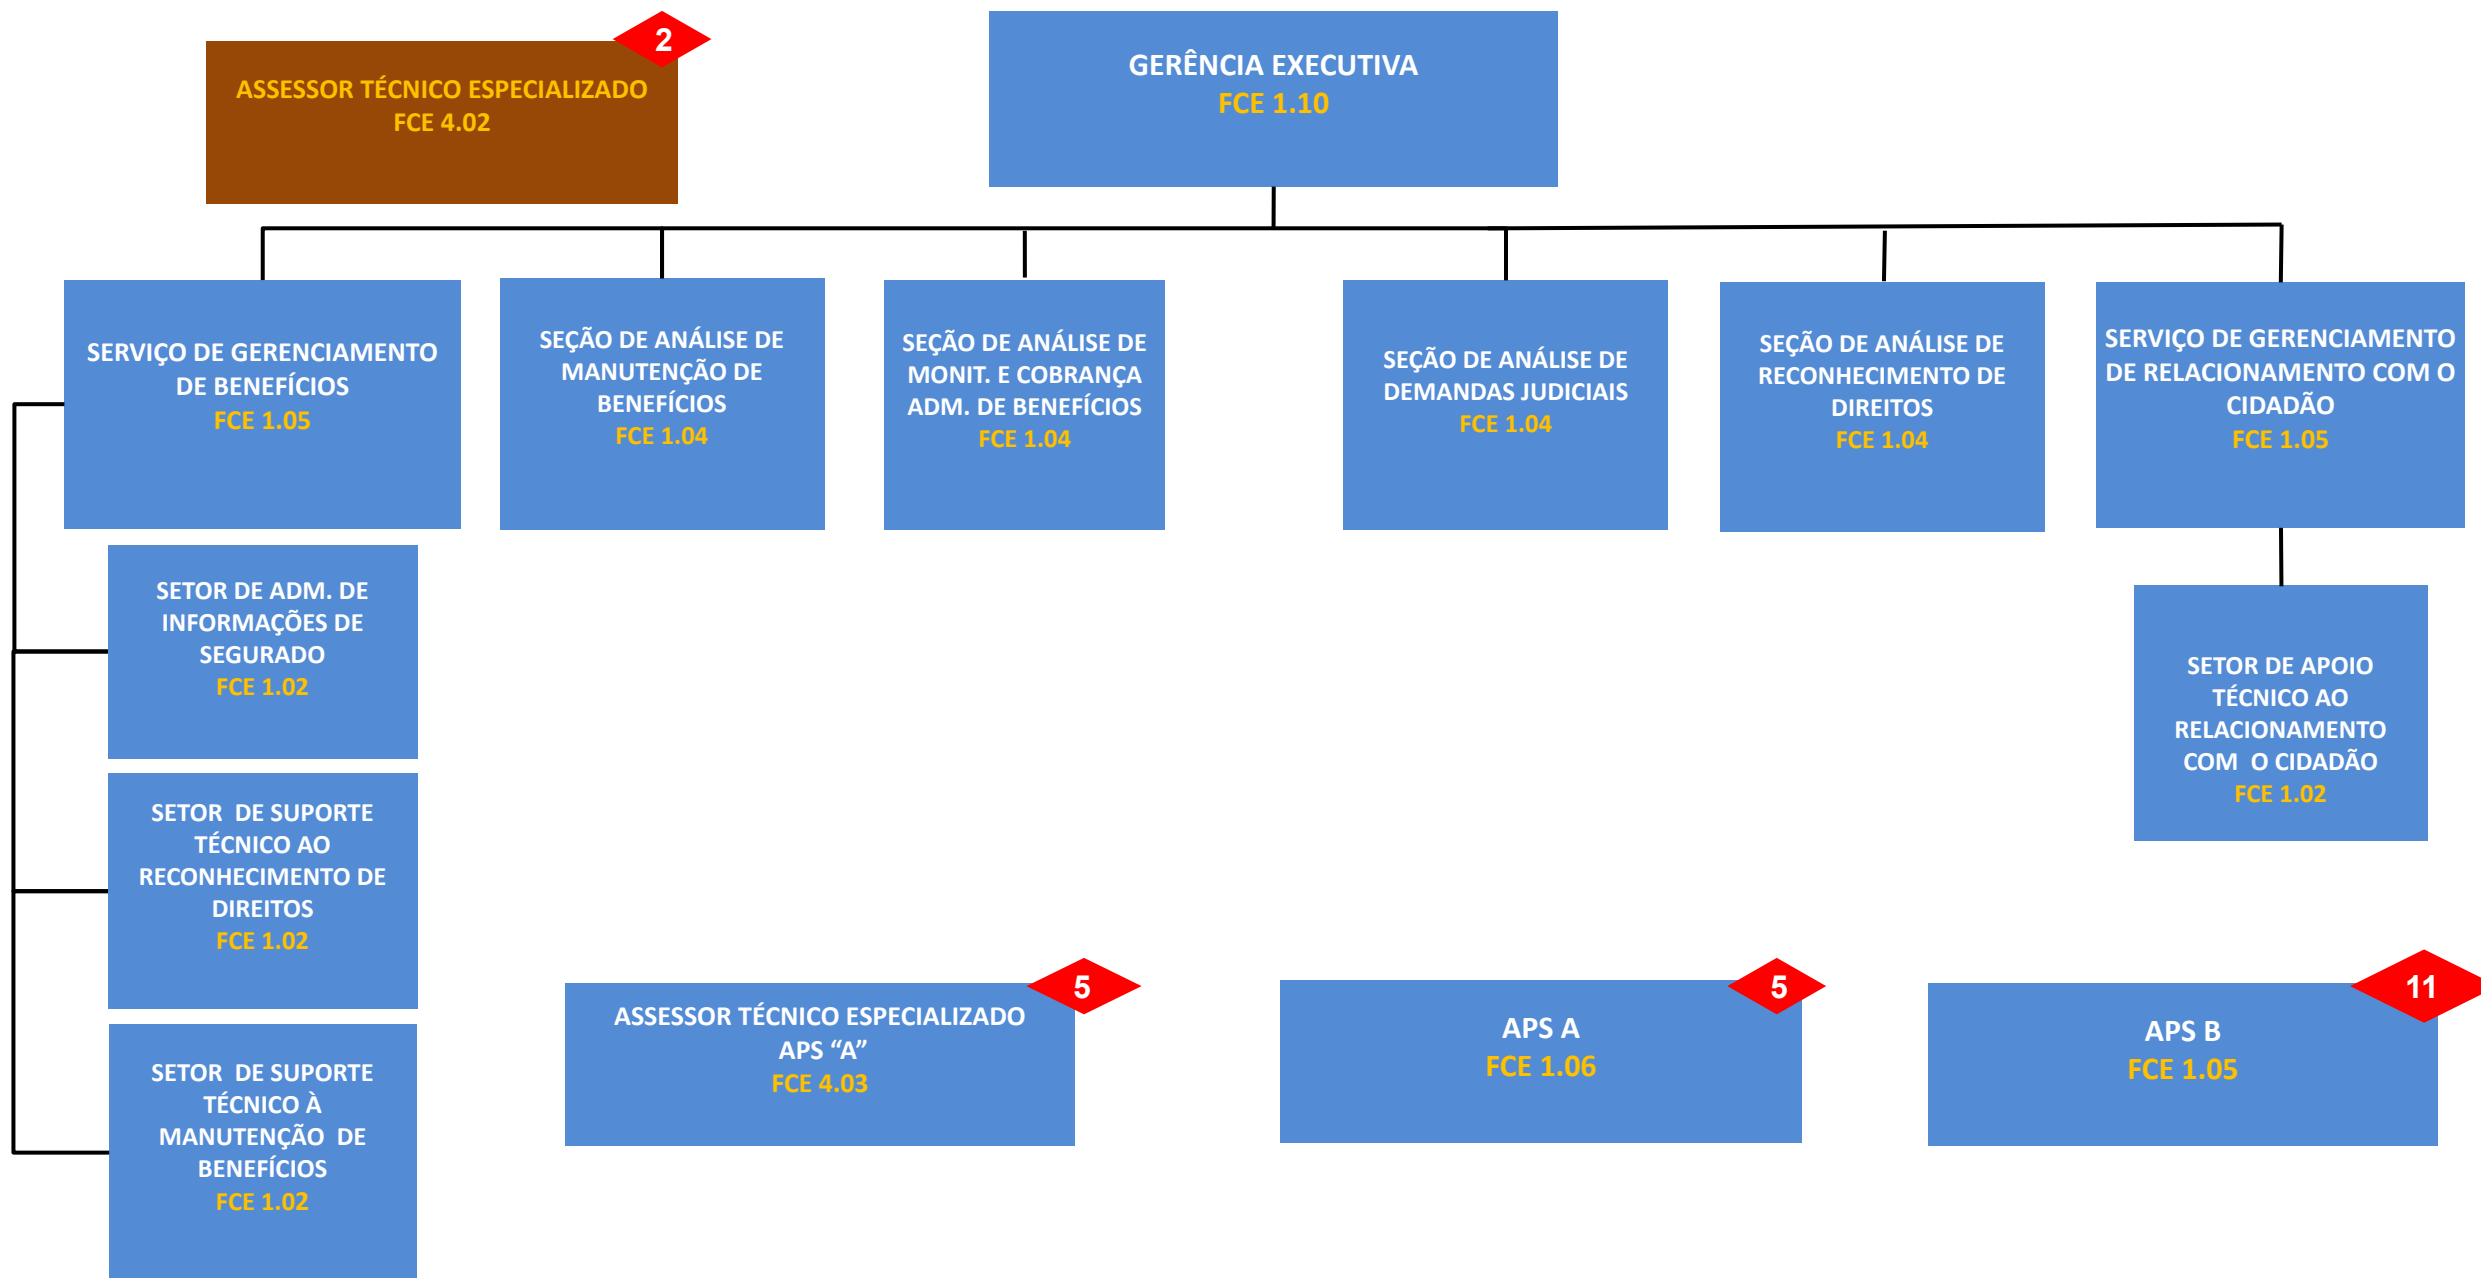 2
ASSESSOR TÉCNICO ESPECIALIZADO
FCE 4.02
GERÊNCIA EXECUTIVA
FCE 1.10
SERVIÇO DE GERENCIAMENTO
DE BENEFÍCIOS
FCE 1.05
SEÇÃO DE ANÁLISE DE
MANUTENÇÃO DE
BENEFÍCIOS
FCE 1.04
SEÇÃO DE ANÁLISE DE
MONIT. E COBRANÇA
ADM. DE BENEFÍCIOS
FCE 1.04
SEÇÃO DE ANÁLISE DE
DEMANDAS JUDICIAIS
FCE 1.04
SEÇÃO DE ANÁLISE DE
RECONHECIMENTO DE
DIREITOS
FCE 1.04
SERVIÇO DE GERENCIAMENTO
DE RELACIONAMENTO COM O
CIDADÃO
FCE 1.05
SETOR DE ADM. DE
INFORMAÇÕES DE
SEGURADO
FCE 1.02
SETOR DE APOIO
TÉCNICO AO
RELACIONAMENTO
COM O CIDADÃO
FCE 1.02
SETOR DE SUPORTE
TÉCNICO AO
RECONHECIMENTO DE
DIREITOS
FCE 1.02
SETOR DE SUPORTE
TÉCNICO À
MANUTENÇÃO DE
BENEFÍCIOS
FCE 1.02
5
ASSESSOR TÉCNICO ESPECIALIZADO
APS “A”
FCE 4.03
5
APS A
FCE 1.06
11
APS B
FCE 1.05